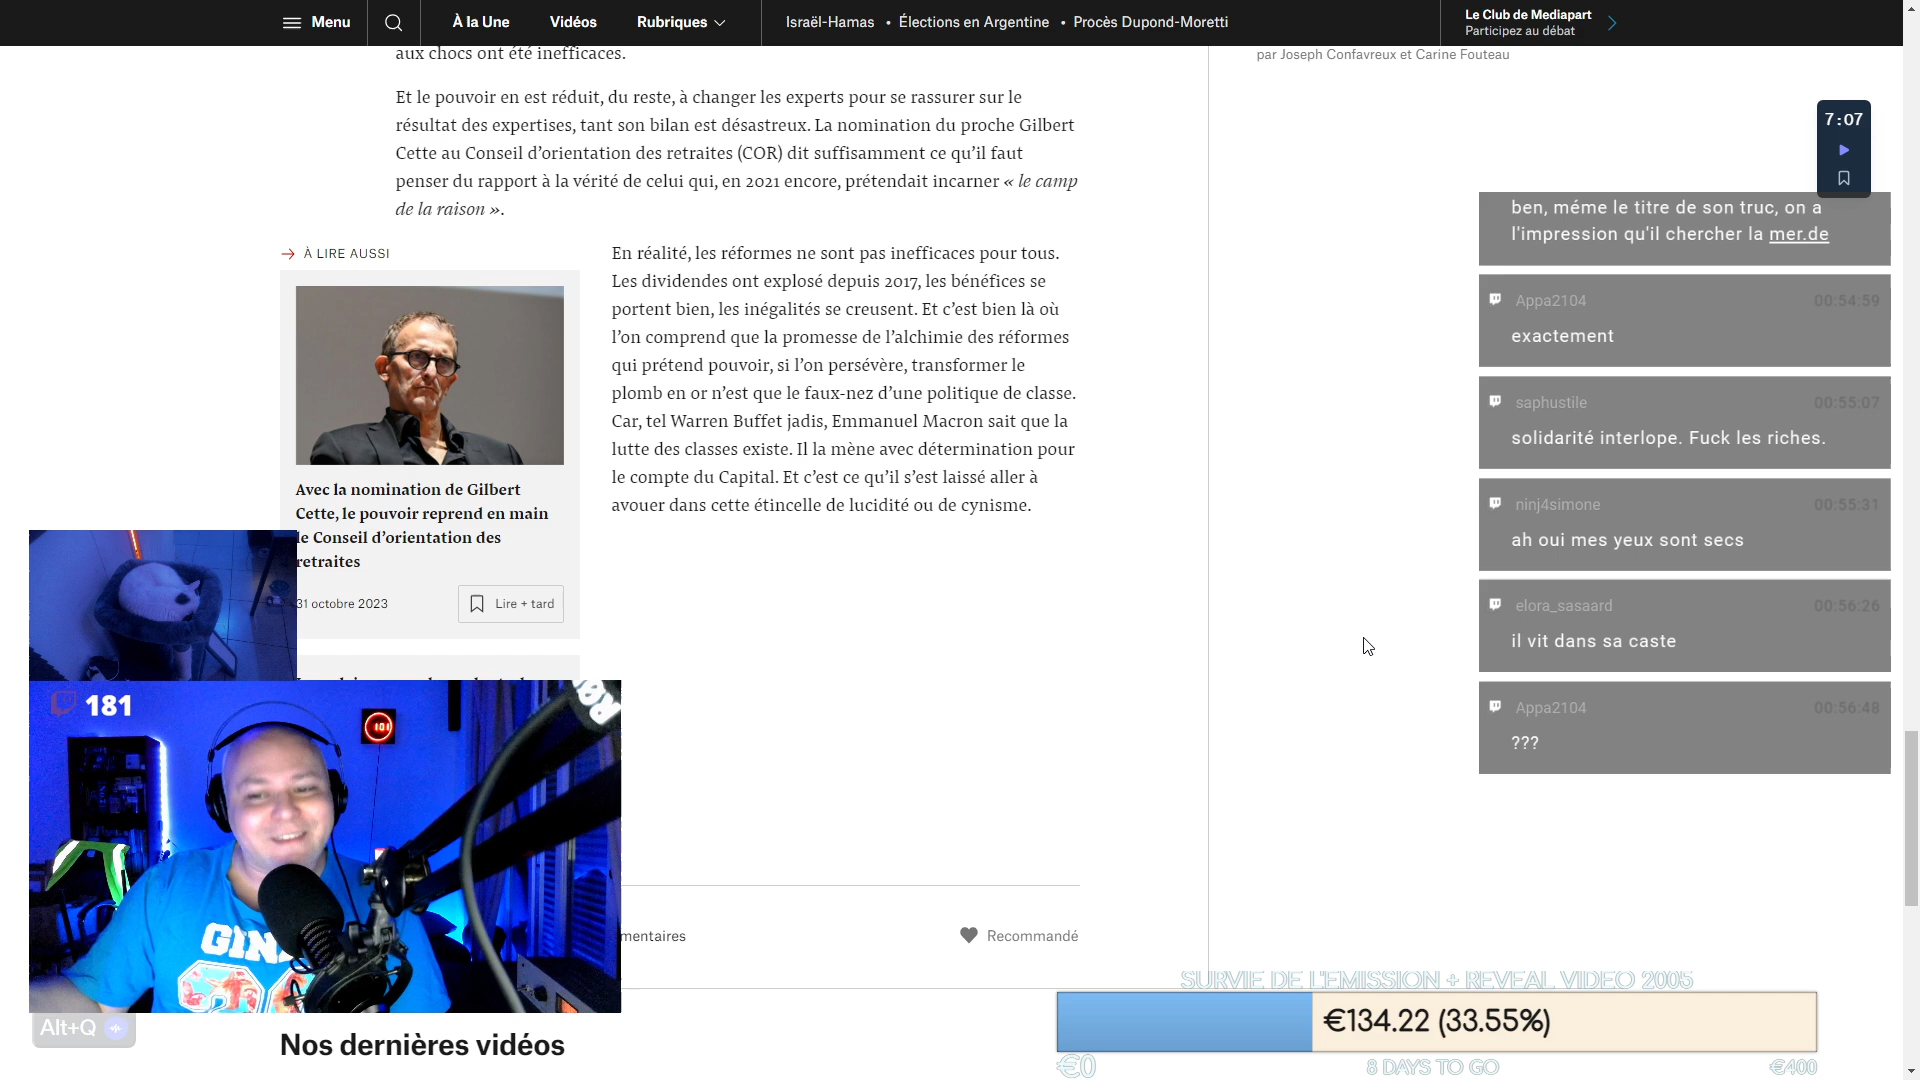 Menu
À la Une
Vidéos
Rubriques
Israël-Hamas • Élections en Argentine • Procès Dupond-Moretti
Le Club de Mediapart
Participez au débat
aux chocs ont été inefficaces.
par Joseph Confavreux et Carine Fouteau
Et le pouvoir en est réduit, du reste, à changer les experts pour se rassurer sur le
résultat des expertises, tant son bilan est désastreux. La nomination du proche Gilbert
Cette au Conseil d’orientation des retraites (COR) dit suffisamment ce qu’il faut
penser du rapport à la vérité de celui qui, en 2021 encore, prétendait incarner « le camp
de la raison ».
À LIRE AUSSI
Avec la nomination de Gilbert
Cette, le pouvoir reprend en main
le Conseil d’orientation des
retraites
31 octobre 2023
Lire + tard
En réalité, les réformes ne sont pas inefficaces pour tous.
Les dividendes ont explosé depuis 2017, les bénéfices se
portent bien, les inégalités se creusent. Et c’est bien là où
l’on comprend que la promesse de l’alchimie des réformes
qui prétend pouvoir, si l’on persévère, transformer le
plomb en or n’est que le faux-nez d’une politique de classe.
Car, tel Warren Buffet jadis, Emmanuel Macron sait que la
lutte des classes existe. Il la mène avec détermination pour
le compte du Capital. Et c’est ce qu’il s’est laissé aller à
avouer dans cette étincelle de lucidité ou de cynisme.
7:07
ben, méme le titre de son truc, on a
l'impression qu'il chercher la mer.de
Appa2104 00:54:59
exactement
saphustile 00:55:07
solidarité interlope. Fuck les riches.
ninj4simone 00:55:31
ah oui mes yeux sont secs
elora_sasaard 00:56:26
il vit dans sa caste
Appa2104 00:56:48
???
181
101
Alt+Q
mentaires
Recommandé
Nos dernières vidéos
SURVIE DE L'EMISSION + REVEAL VIDEO 2005
€134.22 (33.55%)
€0
8 DAYS TO GO
€400